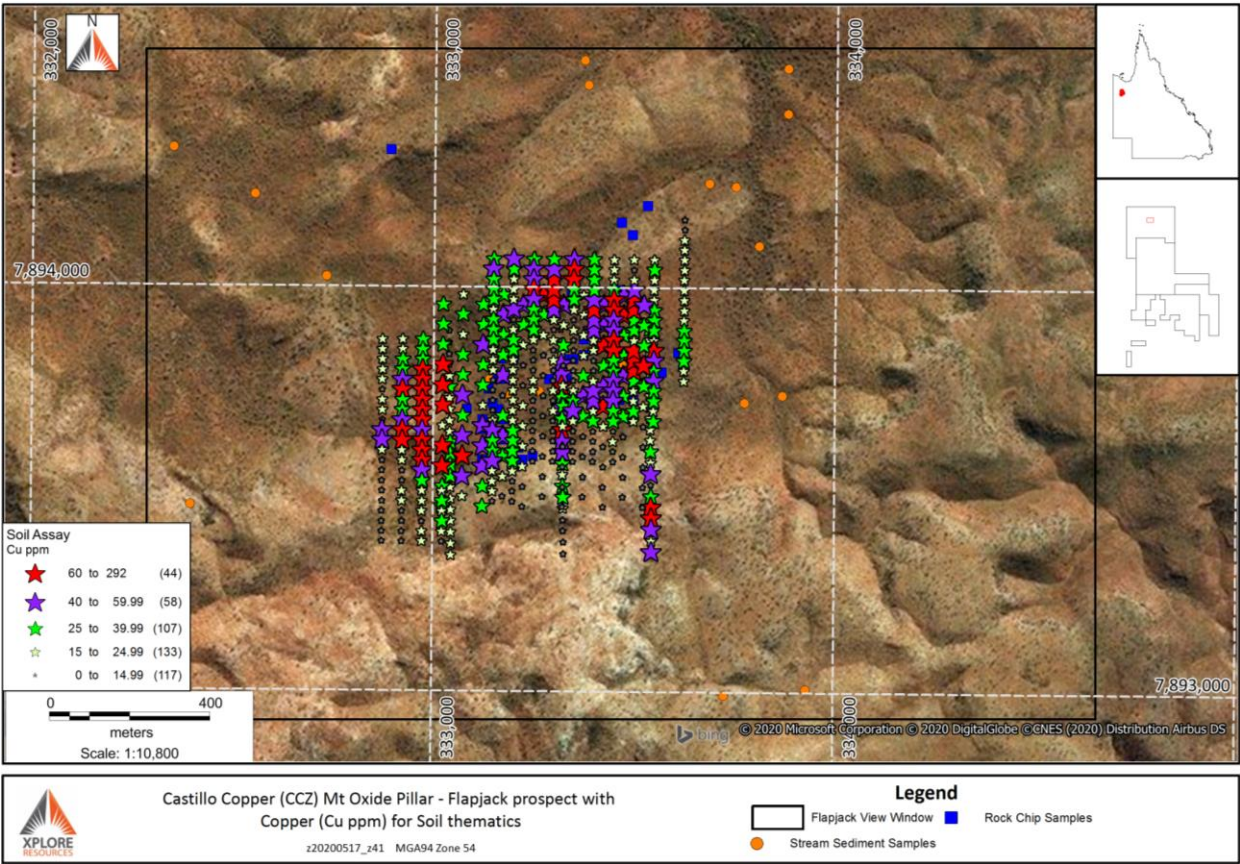 N
332,000
333,000
334,000
7,894,000
Soil Assay
Cu ppm
60 to 292 (44)
40 to 59.99 (58)
25 to 39.99 (107)
15 to 24.99 (133)
0 to 14.99 (117)
0 400
meters
Scale: 1:10,800
333,000
334,000
7,893,000
bing © 2020 Microsoft Corporation © 2020 DigitalGlobe ©CNES (2020) Distribution Airbus DS
XPLORE
RESOURCES
Castillo Copper (CCZ) Mt Oxide Pillar - Flapjack prospect with
Copper (Cu ppm) for Soil thematics
z20200517_z41 MGA94 Zone 54
Legend
Flapjack View Window Rock Chip Samples
Stream Sediment Samples